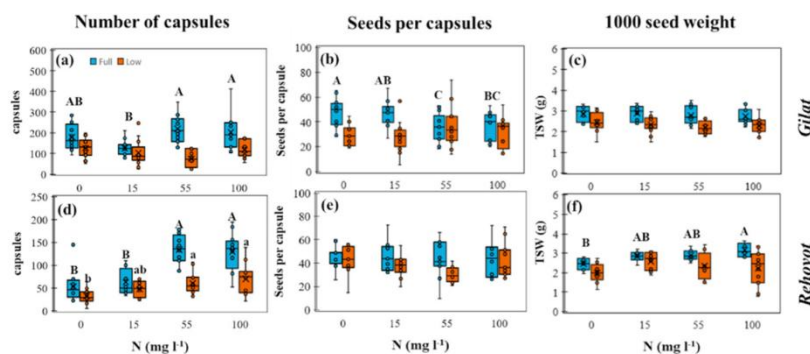 Number of capsules Seeds per capsules 1000 seed weight
(a) Full Low
capsules
600
500
400
300
200
100
0
AB B A A
0 15 55 100
(b)
Seeds per capsule
100
80
60
40
20
0
A AB C BC
0 15 55 100
(c)
TSW (g)
6
5
4
3
2
1
0
0 15 55 100
Gilat
(d)
capsules
250
200
150
100
50
0
B b B ab A a A a
0 15 55 100
N (mg l⁻¹)
(e)
Seeds per capsule
100
80
60
40
20
0
0 15 55 100
N (mg l⁻¹)
(f)
TSW (g)
6
5
4
3
2
1
0
B AB AB A
0 15 55 100
N (mg l⁻¹)
Rehovot